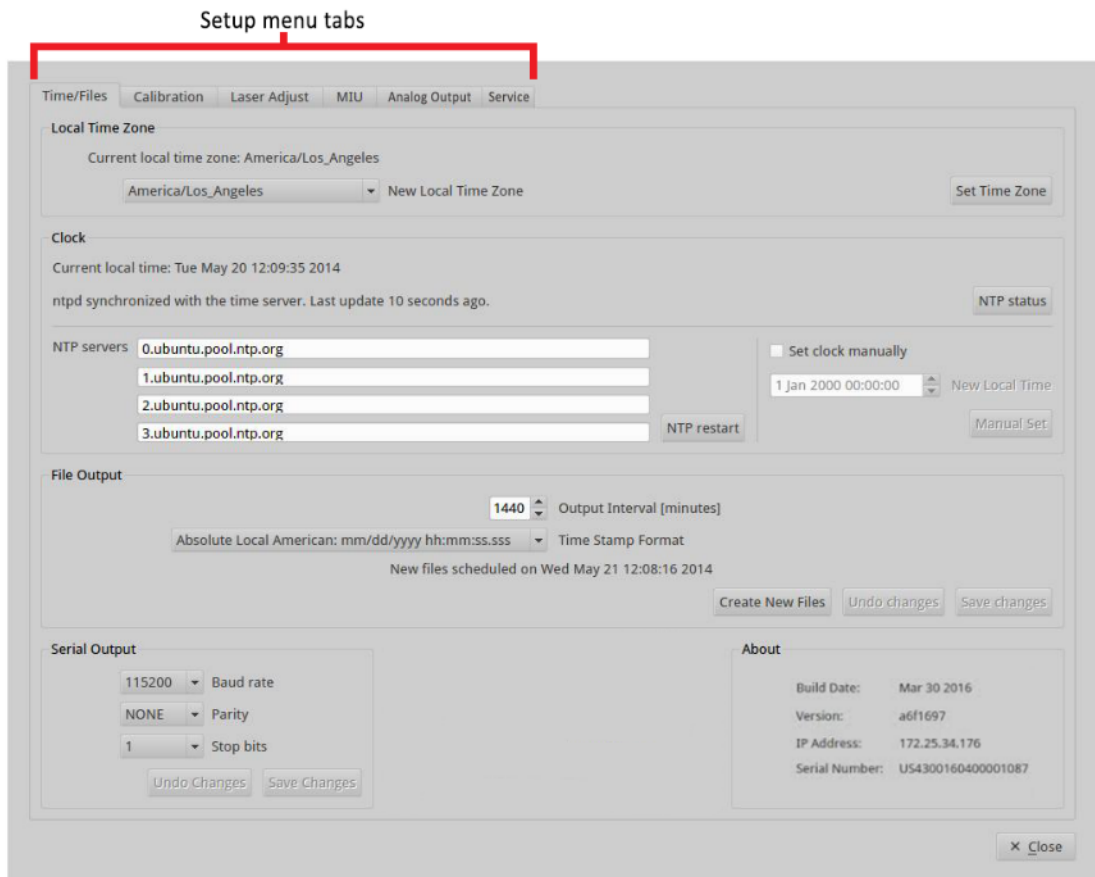 Setup menu tabs
Time/Files Calibration Laser Adjust MIU Analog Output Service
Local Time Zone
Current local time zone: America/Los_Angeles
America/Los_Angeles New Local Time Zone Set Time Zone
Clock
Current local time: Tue May 20 12:09:35 2014
ntpd synchronized with the time server. Last update 10 seconds ago. NTP status
NTP servers 0.ubuntu.pool.ntp.org Set clock manually
1.ubuntu.pool.ntp.org 1 Jan 2000 00:00:00 New Local Time
2.ubuntu.pool.ntp.org Manual Set
3.ubuntu.pool.ntp.org NTP restart
File Output
1440 Output Interval [minutes]
Absolute Local American: mm/dd/yyyy hh:mm:ss.sss Time Stamp Format
New files scheduled on Wed May 21 12:08:16 2014
Create New Files Undo changes Save changes
Serial Output
115200 Baud rate
NONE Parity
1 Stop bits
Undo Changes Save Changes
About
Build Date: Mar 30 2016
Version: a6f1697
IP Address: 172.25.34.176
Serial Number: US4300160400001087
× Close